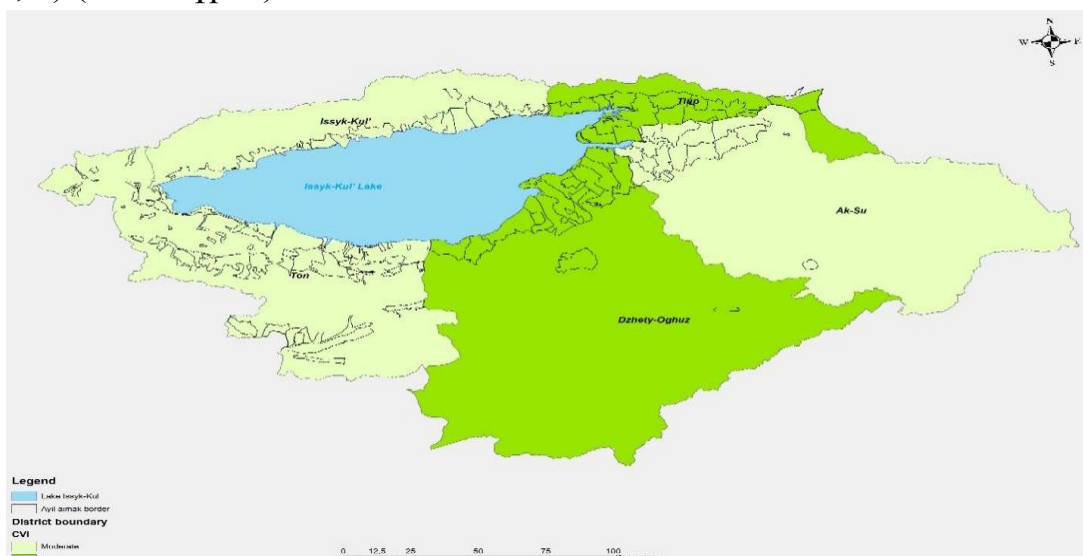 N
W E
S
Tiup
Issyk-Kul'
Issyk-Kul' Lake
Ak-Su
Ton
Dzhety-Oghuz
Legend
Lake Issyk-Kul
Ayil aimak border
District boundary
CVI
Moderate
0 12,5 25 50 75 100